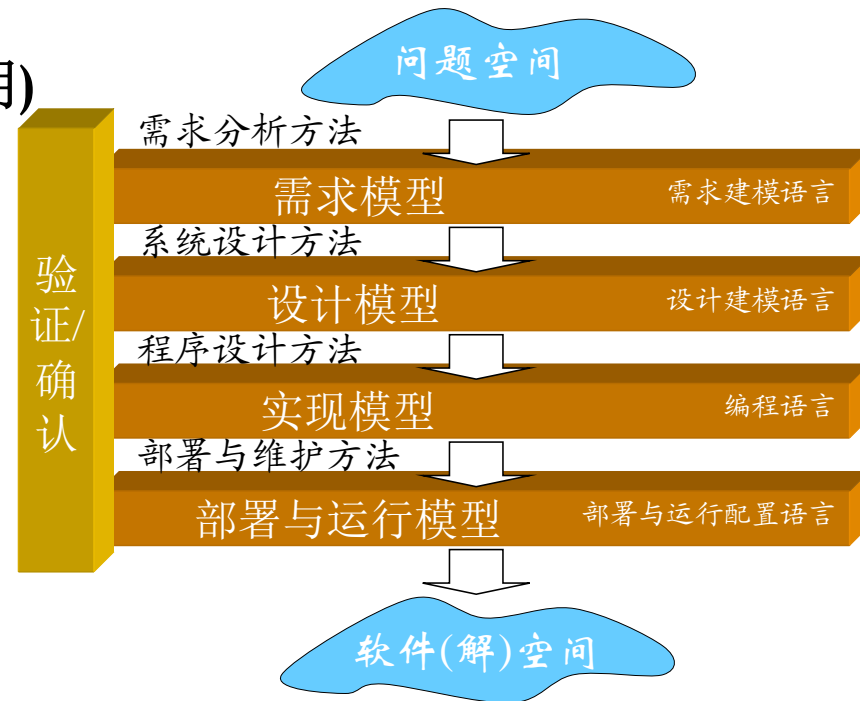 问题空间
用)
需求分析方法
需求模型
需求建模语言
系统设计方法
设计模型
设计建模语言
程序设计方法
实现模型
编程语言
部署与维护方法
部署与运行模型
部署与运行配置语言
验
证/
确
认
软件(解)空间